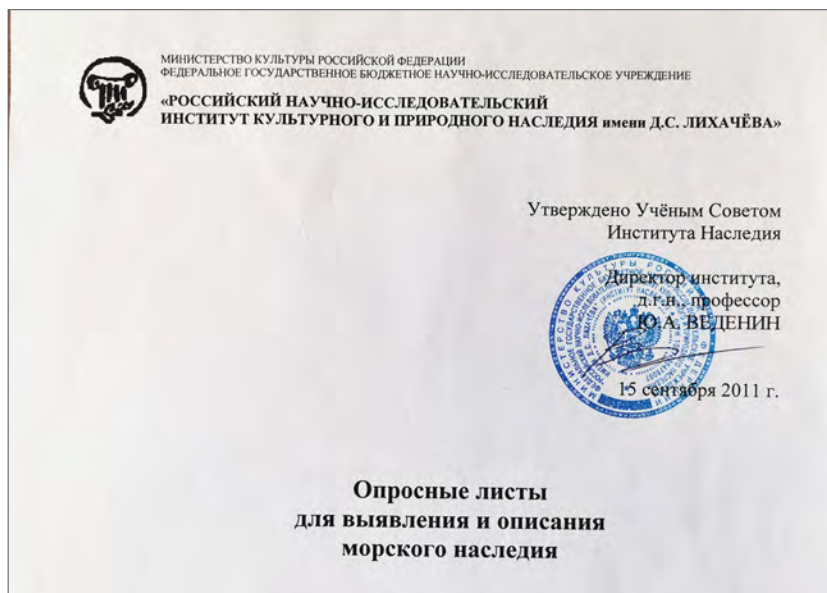 МИНИСТЕРСТВО КУЛЬТУРЫ РОССИЙСКОЙ ФЕДЕРАЦИИ
ФЕДЕРАЛЬНОЕ ГОСУДАРСТВЕННОЕ БЮДЖЕТНОЕ НАУЧНО-ИССЛЕДОВАТЕЛЬСКОЕ УЧРЕЖДЕНИЕ
«РОССИЙСКИЙ НАУЧНО-ИССЛЕДОВАТЕЛЬСКИЙ
ИНСТИТУТ КУЛЬТУРНОГО И ПРИРОДНОГО НАСЛЕДИЯ имени Д.С. ЛИХАЧЁВА»
Утверждено Учёным Советом
Института Наследия
Директор института,
д.г.н., профессор
Ю.А. ВЕДЕНИН
15 сентября 2011 г.
Опросные листы
для выявления и описания
морского наследия